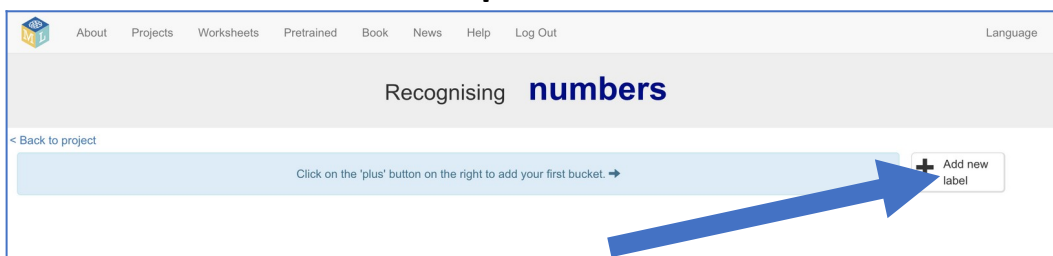 ML
About Projects Worksheets Pretrained Book News Help Log Out Language
Recognising numbers
< Back to project
Click on the 'plus' button on the right to add your first bucket. ➔
+ Add new
label